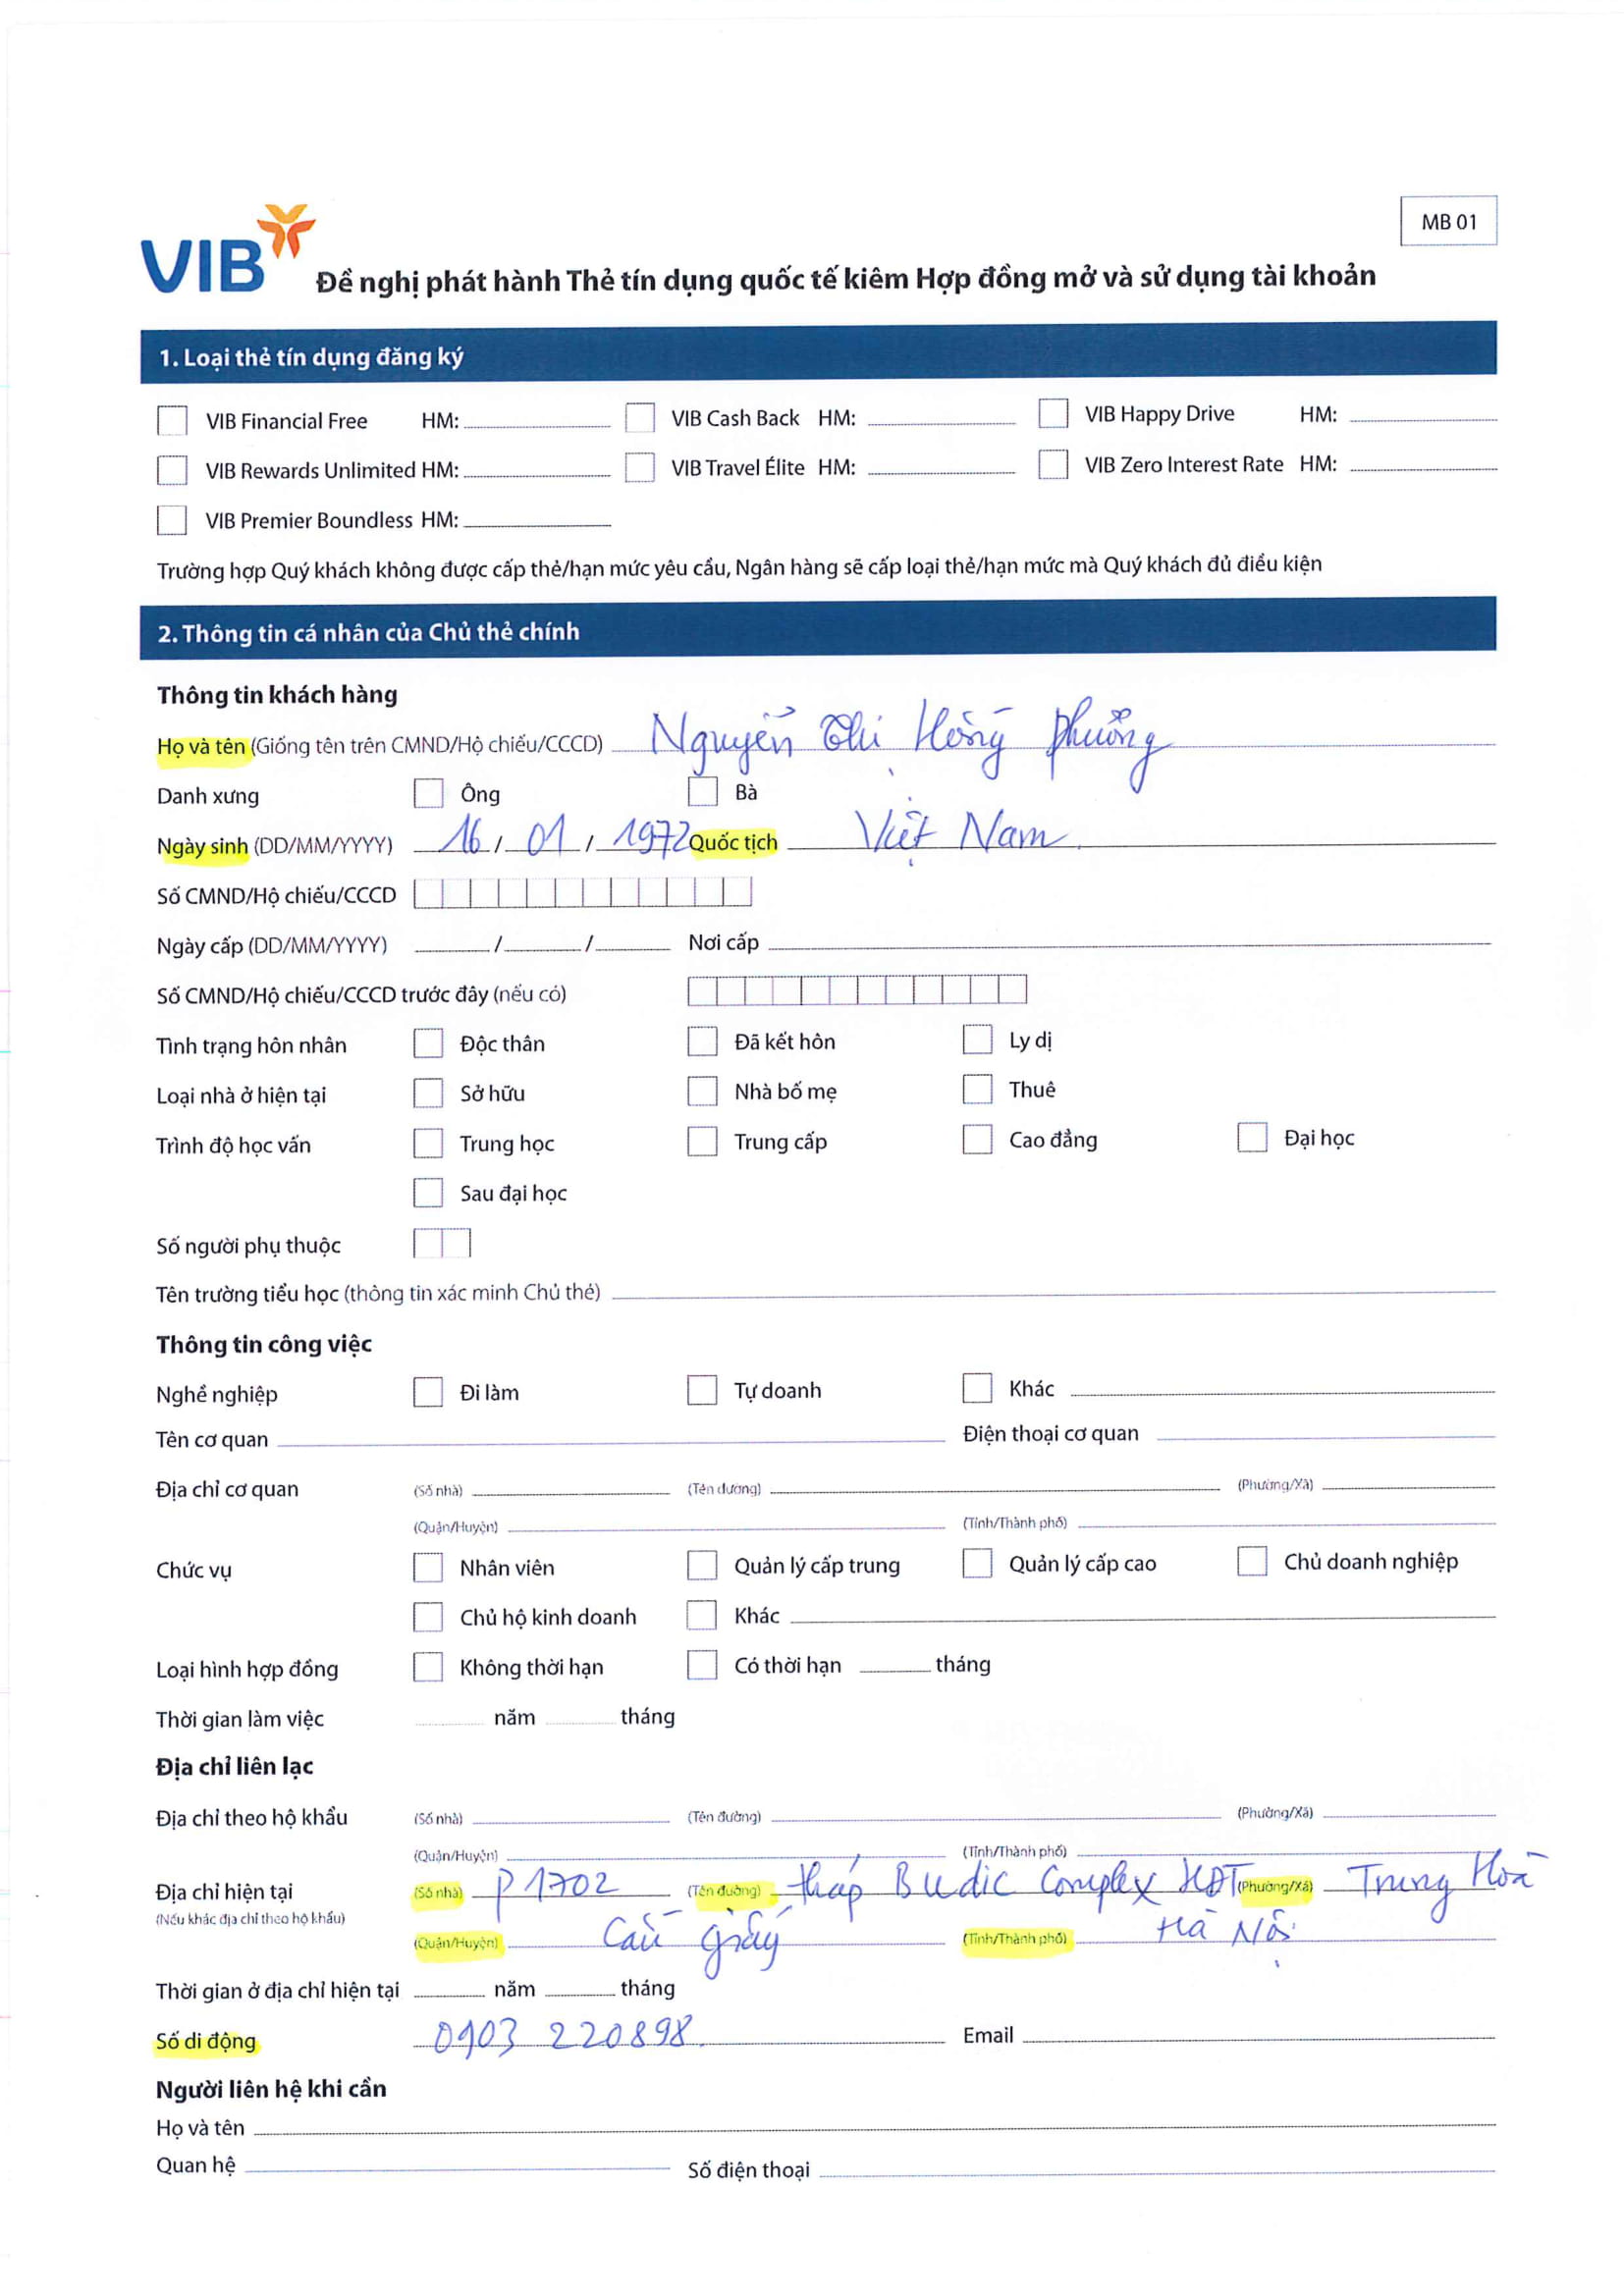 MB 01
VIB
Đề nghị phát hành Thẻ tín dụng quốc tế kiêm Hợp đồng mở và sử dụng tài khoản
1. Loại thẻ tín dụng đăng ký
VIB Financial Free HM: VIB Cash Back HM: VIB Happy Drive HM:
VIB Rewards Unlimited HM: VIB Travel Élite HM: VIB Zero Interest Rate HM:
VIB Premier Boundless HM:
Trường hợp Quý khách không được cấp thẻ/hạn mức yêu cầu, Ngân hàng sẽ cấp loại thẻ/hạn mức mà Quý khách đủ điều kiện
2. Thông tin cá nhân của Chủ thẻ chính
Thông tin khách hàng
Họ và tên (Giống tên trên CMND/Hộ chiếu/CCCD) Nguyễn Thị Hồng Phương
Danh xưng Ông Bà
Ngày sinh (DD/MM/YYYY) 16 / 01 / 1972 Quốc tịch Việt Nam
Số CMND/Hộ chiếu/CCCD
Ngày cấp (DD/MM/YYYY) / / Nơi cấp
Số CMND/Hộ chiếu/CCCD trước đây (nếu có)
Tình trạng hôn nhân Độc thân Đã kết hôn Ly dị
Loại nhà ở hiện tại Sở hữu Nhà bố mẹ Thuê
Trình độ học vấn Trung học Trung cấp Cao đẳng Đại học
Sau đại học
Số người phụ thuộc
Tên trường tiểu học (thông tin xác minh Chủ thẻ)
Thông tin công việc
Nghề nghiệp Đi làm Tự doanh Khác
Tên cơ quan Điện thoại cơ quan
Địa chỉ cơ quan (Số nhà) (Tên đường) (Phường/Xã)
(Quận/Huyện) (Tỉnh/Thành phố)
Chức vụ Nhân viên Quản lý cấp trung Quản lý cấp cao Chủ doanh nghiệp
Chủ hộ kinh doanh Khác
Loại hình hợp đồng Không thời hạn Có thời hạn tháng
Thời gian làm việc năm tháng
Địa chỉ liên lạc
Địa chỉ theo hộ khẩu (Số nhà) (Tên đường) (Phường/Xã)
(Quận/Huyện) (Tỉnh/Thành phố)
Địa chỉ hiện tại (Số nhà) P1702 (Tên đường) tháp Budic Complex KĐT (Phường/Xã) Trung Hoà
(Nếu khác địa chỉ theo hộ khẩu)
(Quận/Huyện) Cầu giấy (Tỉnh/Thành phố) Hà Nội
Thời gian ở địa chỉ hiện tại năm tháng
Số di động 0903 220898. Email
Người liên hệ khi cần
Họ và tên
Quan hệ Số điện thoại